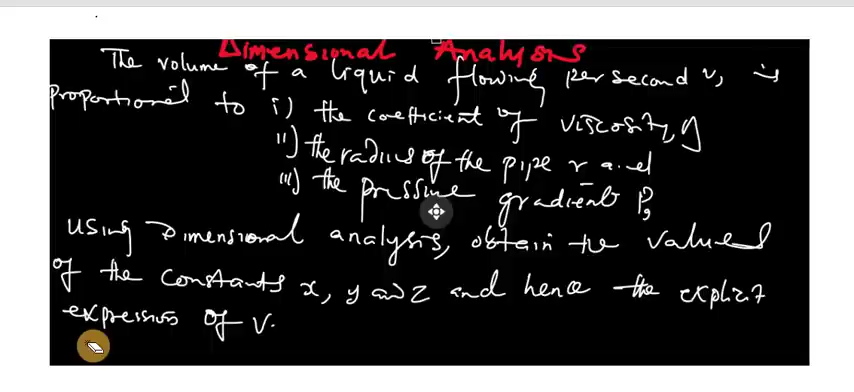 Dimensional Analysis
The volume of a liquid flowing per second v, is
proportional to i) the coefficient of viscosity, η
ii) the radius of the pipe r and
iii) the pressure gradient P,
using Dimensional analysis, obtain the values
of the constants x, y and z and hence the explicit
expression of V.